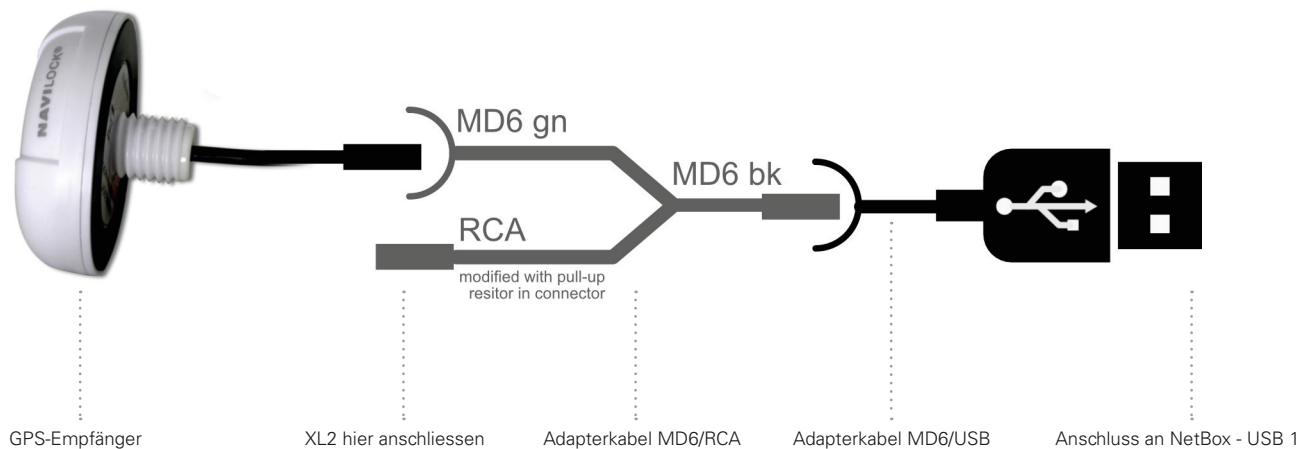 NAVILOCK®
MD6 gn
MD6 bk
RCA
modified with pull-up
resitor in connector
GPS-Empfänger
XL2 hier anschliessen
Adapterkabel MD6/RCA
Adapterkabel MD6/USB
Anschluss an NetBox - USB 1